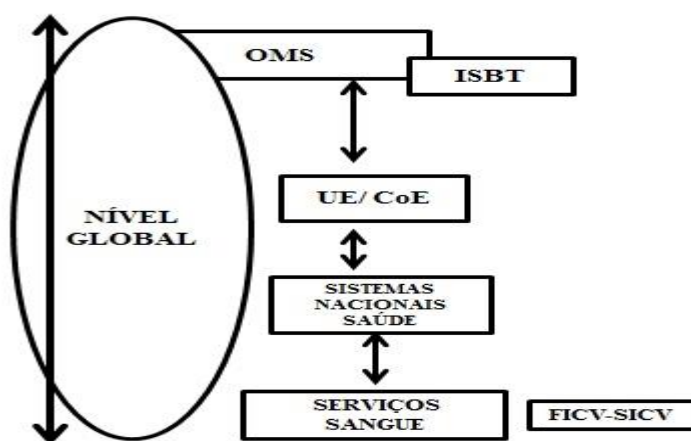 OMS
ISBT
UE/ CoE
NÍVEL
GLOBAL
SISTEMAS
NACIONAIS
SAÚDE
SERVIÇOS
SANGUE
FICV-SICV